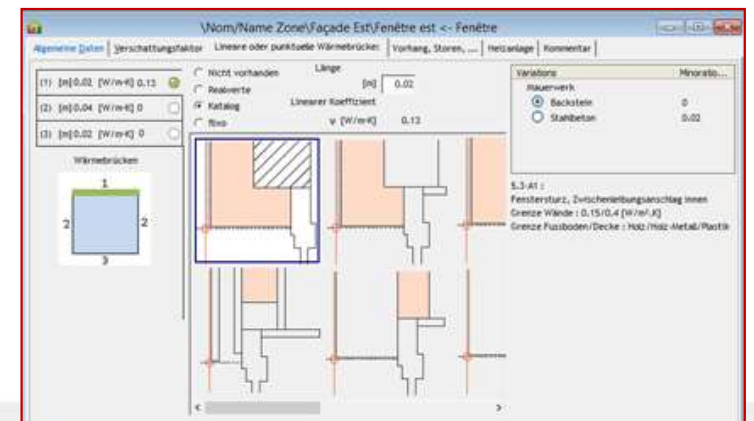 \Nom/Name Zone\Façade Est\Fenêtre est <- Fenêtre
Allgemeine Daten Verschattungsfaktor Lineare oder punktuelle Wärmebrücken Vorhang, Storen, ... Heizanlage Kommentar
(1) [m] 0.02 [W/m·K] 0.13
(2) [m] 0.04 [W/m·K] 0
(3) [m] 0.02 [W/m·K] 0
Wärmebrücken
1
2 2
3
Nicht vorhanden
Realwerte
Katalog
fixo
Länge
[m] 0.02
Linearer Koeffizient
ψ [W/m·K] 0.13
Variations Minoratio...
Mauerwerk
Backstein 0
Stahlbeton 0.02
5.3-A1 :
Fenstersturz, Zwischenleibungsanschlag innen
Grenze Wände : 0.15/0.4 [W/m².K]
Grenze Fussboden/Decke : Holz/Holz-Metall/Plastik